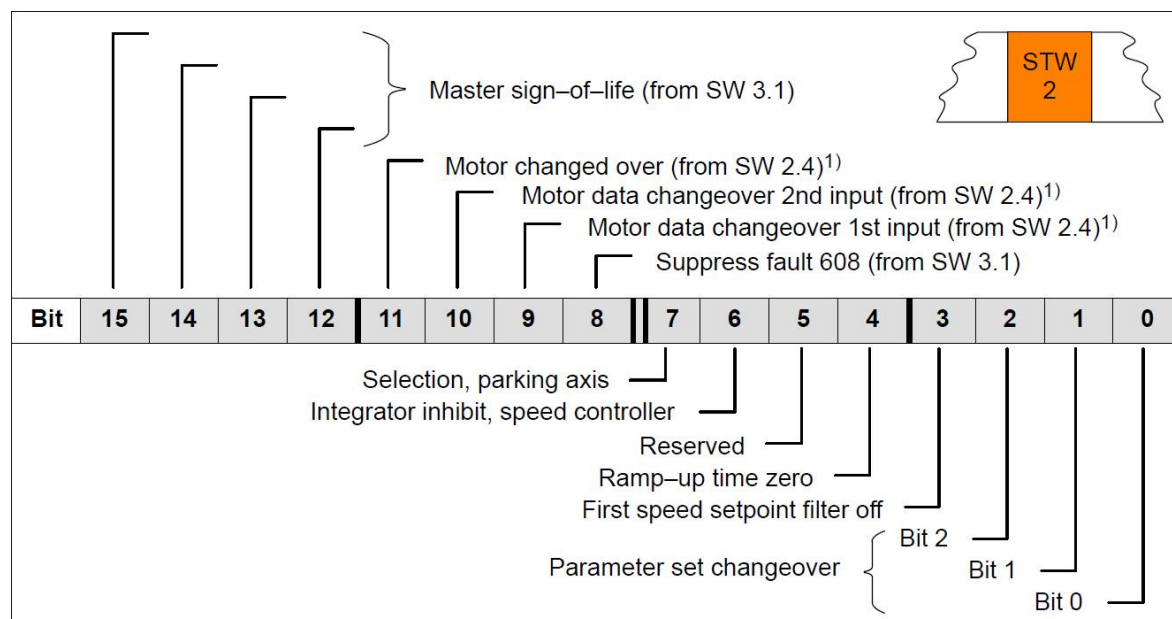 STW
2
Master sign–of–life (from SW 3.1)
Motor changed over (from SW 2.4)1)
Motor data changeover 2nd input (from SW 2.4)1)
Motor data changeover 1st input (from SW 2.4)1)
Suppress fault 608 (from SW 3.1)
Bit 15 14 13 12 11 10 9 8 7 6 5 4 3 2 1 0
Selection, parking axis
Integrator inhibit, speed controller
Reserved
Ramp–up time zero
First speed setpoint filter off
Bit 2
Parameter set changeover
Bit 1
Bit 0